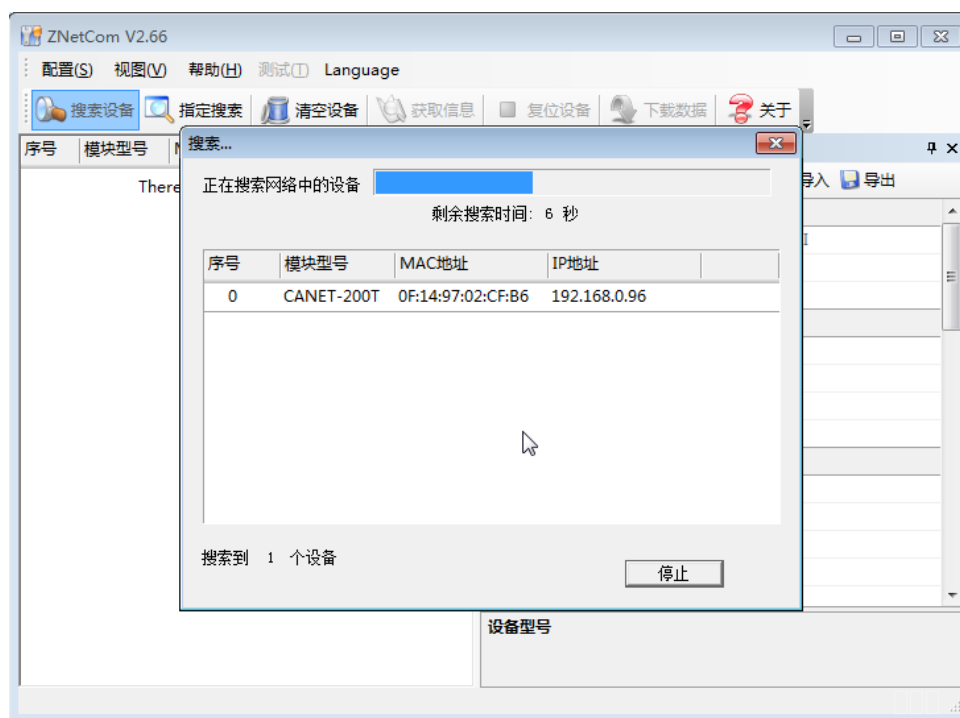 ZNetCom V2.66
配置(S) 视图(V) 帮助(H) 测试(T) Language
搜索设备 指定搜索 清空设备 获取信息 复位设备 下载数据 关于
序号 模块型号
搜索...
There
导入 导出
正在搜索网络中的设备
剩余搜索时间: 6 秒
序号 模块型号 MAC地址 IP地址
0 CANET-200T 0F:14:97:02:CF:B6 192.168.0.96
搜索到 1 个设备
停止
设备型号